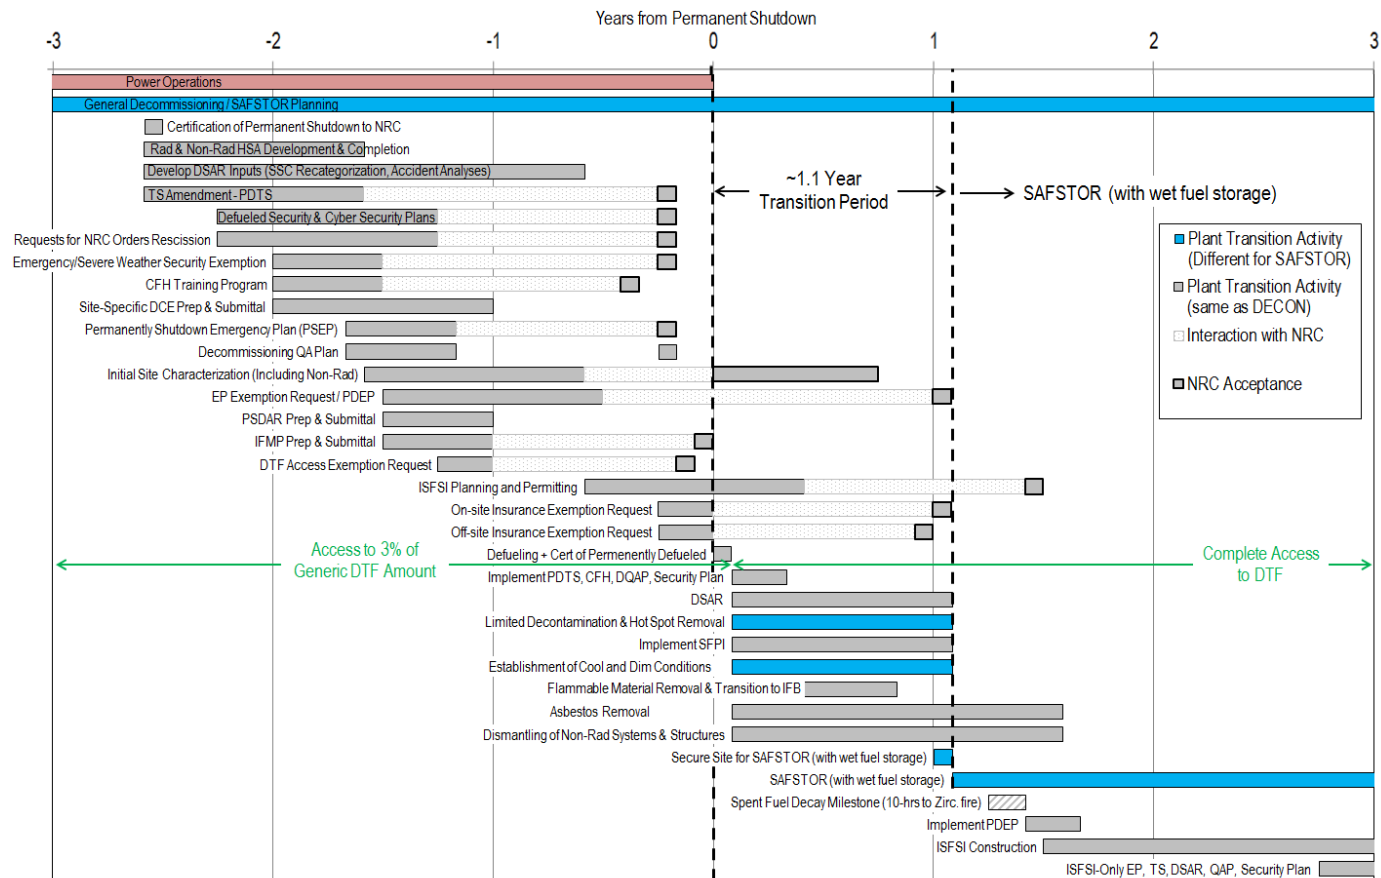 Years from Permanent Shutdown
-3 -2 -1 0 1 2 3
Power Operations
General Decommissioning / SAFSTOR Planning
Certification of Permanent Shutdown to NRC
Rad & Non-Rad HSA Development & Completion
Develop DSAR Inputs (SSC Recategorization, Accident Analyses)
TS Amendment - PDTS
~1.1 Year
Transition Period
SAFSTOR (with wet fuel storage)
Defueled Security & Cyber Security Plans
Requests for NRC Orders Rescission
Emergency/Severe Weather Security Exemption
CFH Training Program
Site-Specific DCE Prep & Submittal
Permanently Shutdown Emergency Plan (PSEP)
Decommissioning QA Plan
Initial Site Characterization (Including Non-Rad)
EP Exemption Request / PDEP
PSDAR Prep & Submittal
IFMP Prep & Submittal
DTF Access Exemption Request
ISFSI Planning and Permitting
On-site Insurance Exemption Request
Off-site Insurance Exemption Request
Plant Transition Activity
(Different for SAFSTOR)
Plant Transition Activity
(same as DECON)
Interaction with NRC
NRC Acceptance
Access to 3% of
Generic DTF Amount
Complete Access
to DTF
Defueling + Cert of Permenently Defueled
Implement PDTS, CFH, DQAP, Security Plan
DSAR
Limited Decontamination & Hot Spot Removal
Implement SFPI
Establishment of Cool and Dim Conditions
Flammable Material Removal & Transition to IFB
Asbestos Removal
Dismantling of Non-Rad Systems & Structures
Secure Site for SAFSTOR (with wet fuel storage)
SAFSTOR (with wet fuel storage)
Spent Fuel Decay Milestone (10-hrs to Zirc. fire)
Implement PDEP
ISFSI Construction
ISFSI-Only EP, TS, DSAR, QAP, Security Plan